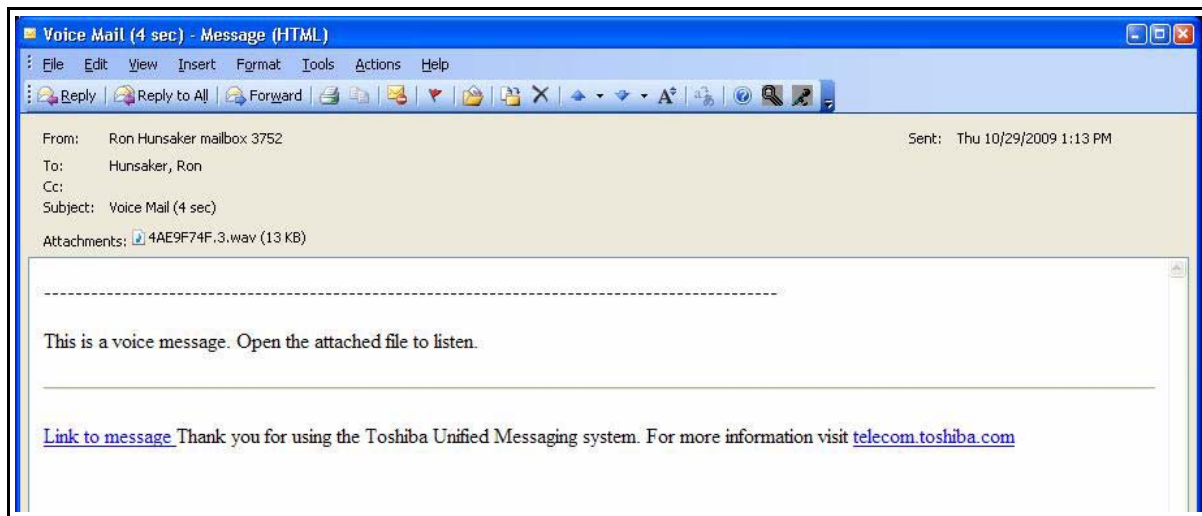 Voice Mail (4 sec) - Message (HTML)
File Edit View Insert Format Tools Actions Help
Reply Reply to All Forward
From: Ron Hunsaker mailbox 3752 Sent: Thu 10/29/2009 1:13 PM
To: Hunsaker, Ron
Cc:
Subject: Voice Mail (4 sec)
Attachments: 4AE9F74F.3.wav (13 KB)
------------------------------------------------------------------------------------------------
This is a voice message. Open the attached file to listen.
Link to message Thank you for using the Toshiba Unified Messaging system. For more information visit telecom.toshiba.com